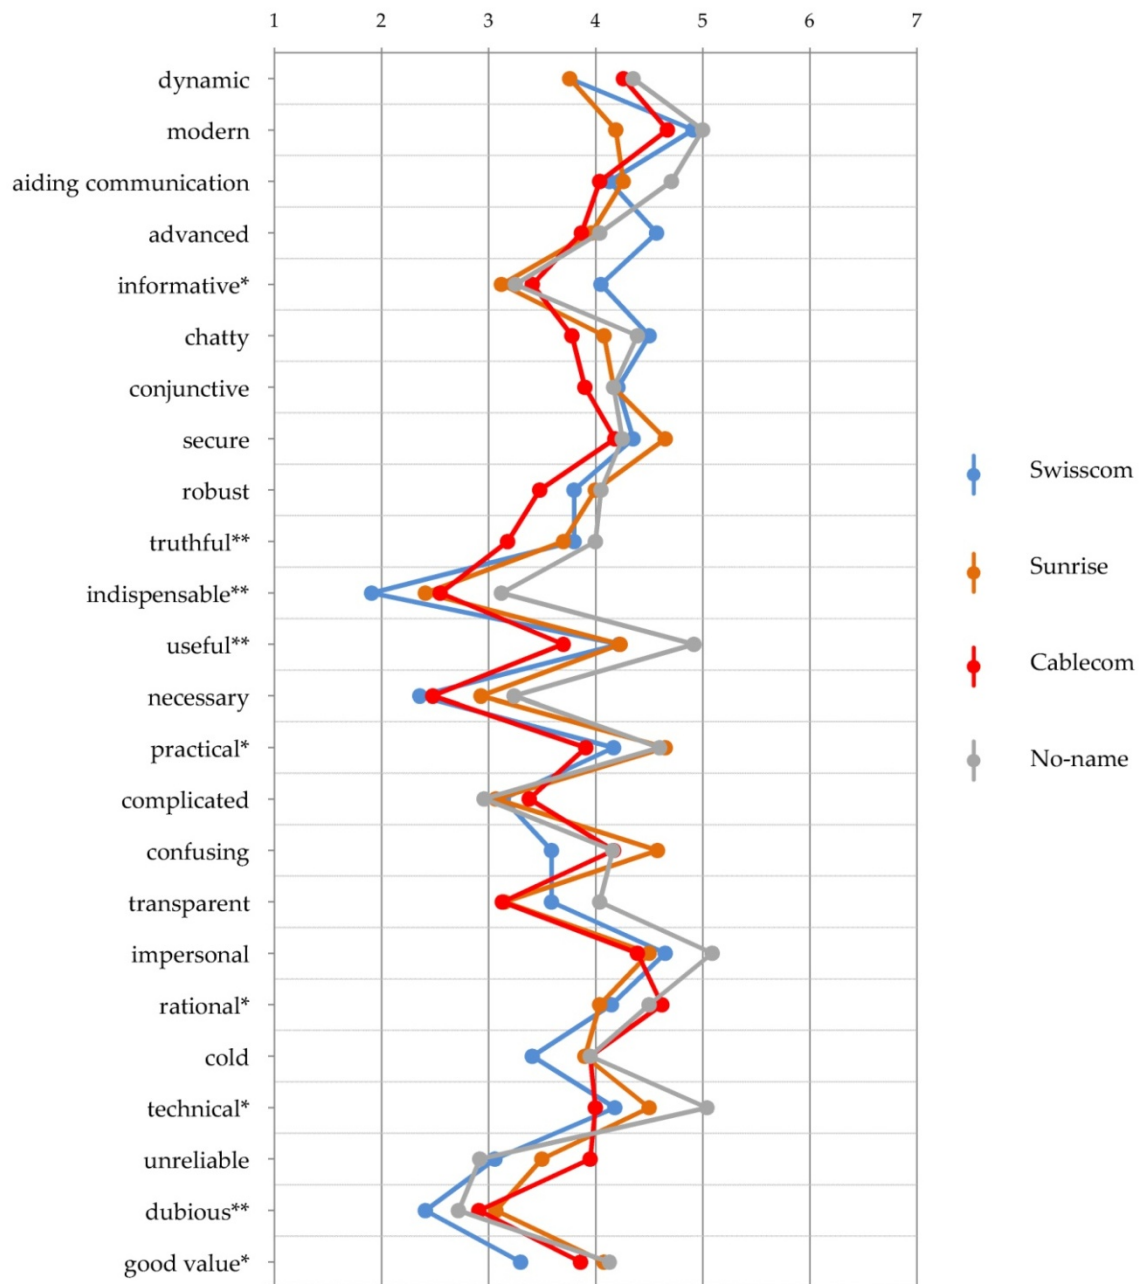 1 2 3 4 5 6 7
dynamic
modern
aiding communication
advanced
informative*
chatty
conjunctive
secure
robust
truthful**
indispensable**
useful**
necessary
practical*
complicated
confusing
transparent
impersonal
rational*
cold
technical*
unreliable
dubious**
good value*
Swisscom
Sunrise
Cablecom
No-name